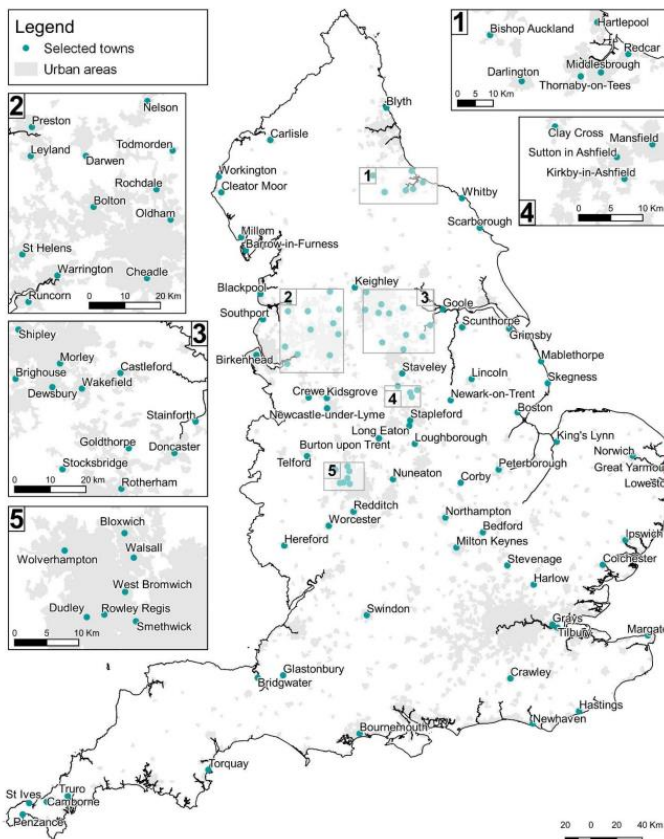 Legend
Selected towns
Urban areas
1
Hartlepool
Bishop Auckland
Redcar
Middlesbrough
Darlington
Thornaby-on-Tees
0 5 10 Km
2
Nelson
Preston
Todmorden
Leyland
Darwen
Rochdale
Bolton
Oldham
St Helens
Warrington
Cheadle
Runcorn
0 10 20 Km
4
Clay Cross
Mansfield
Sutton in Ashfield
Kirkby-in-Ashfield
0 5 10 Km
3
Shipley
Morley
Brighouse
Castleford
Dewsbury
Wakefield
Stainforth
Goldthorpe
Doncaster
Stocksbridge
Rotherham
0 10 20 Km
5
Bloxwich
Wolverhampton
Walsall
West Bromwich
Dudley
Rowley Regis
Smethwick
0 5 10 Km
Blyth
Carlisle
Workington
Cleator Moor
1
Whitby
Scarborough
Millem
Barrow-in-Furness
Keighley
Blackpool
2
3
Goole
Southport
Scunthorpe
Grimsby
Birkenhead
Mablethorpe
Staveley
Lincoln
Skegness
Crewe
Kidsgrove
4
Newark-on-Trent
Newcastle-under-Lyme
Stapleford
Boston
Long Eaton
Loughborough
King's Lynn
Burton upon Trent
Norwich
Telford
Peterborough
Great Yarmou
5
Nuneaton
Corby
Lowesto
Redditch
Worcester
Northampton
Bedford
Ipswich
Hereford
Milton Keynes
Colchester
Stevenage
Harlow
Swindon
Grays
Tilbury
Margate
Glastonbury
Bridgwater
Crawley
Hastings
Newhaven
Bournemouth
Torquay
St Ives
Truro
Camborne
Penzance
20 0 20 40 Km